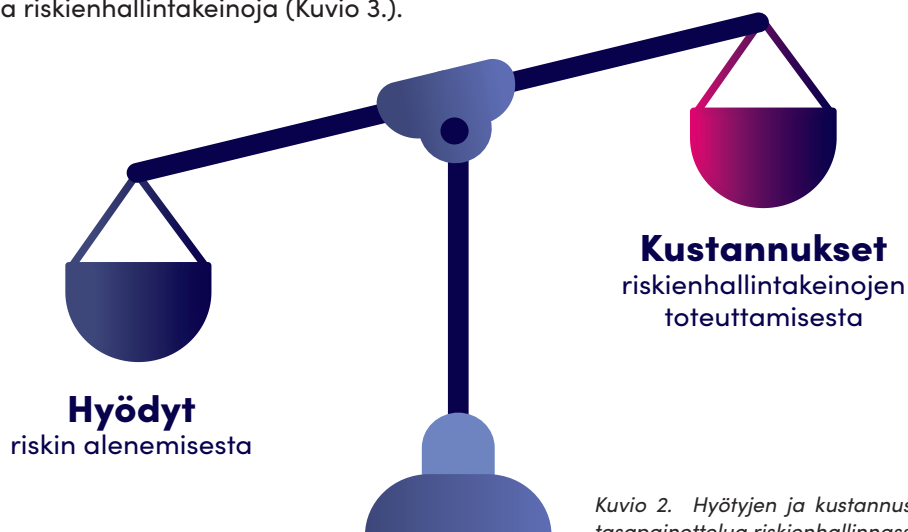 a riskienhallintakeinoja (Kuvio 3.).
Kustannukset
riskienhallintakeinojen
toteuttamisesta
Hyödyt
riskin alenemisesta
Kuvio 2. Hyötyjen ja